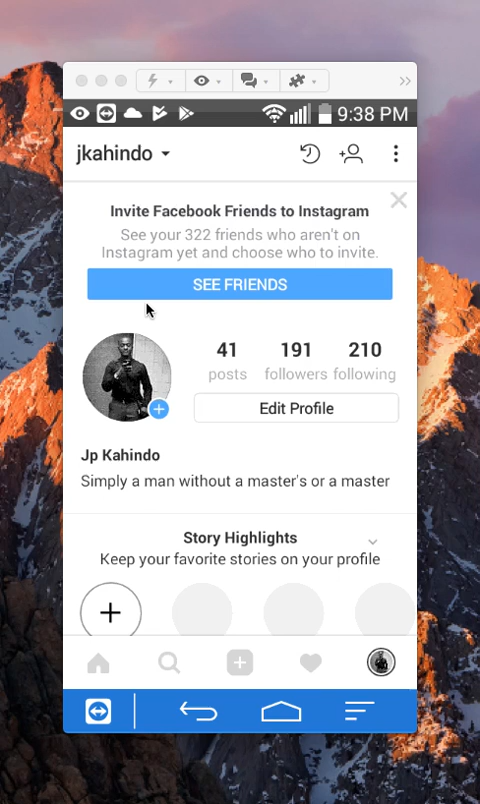 9:38 PM
jkahindo
Invite Facebook Friends to Instagram
See your 322 friends who aren't on
Instagram yet and choose who to invite.
SEE FRIENDS
41 191 210
posts followers following
Edit Profile
Jp Kahindo
Simply a man without a master's or a master
Story Highlights
Keep your favorite stories on your profile